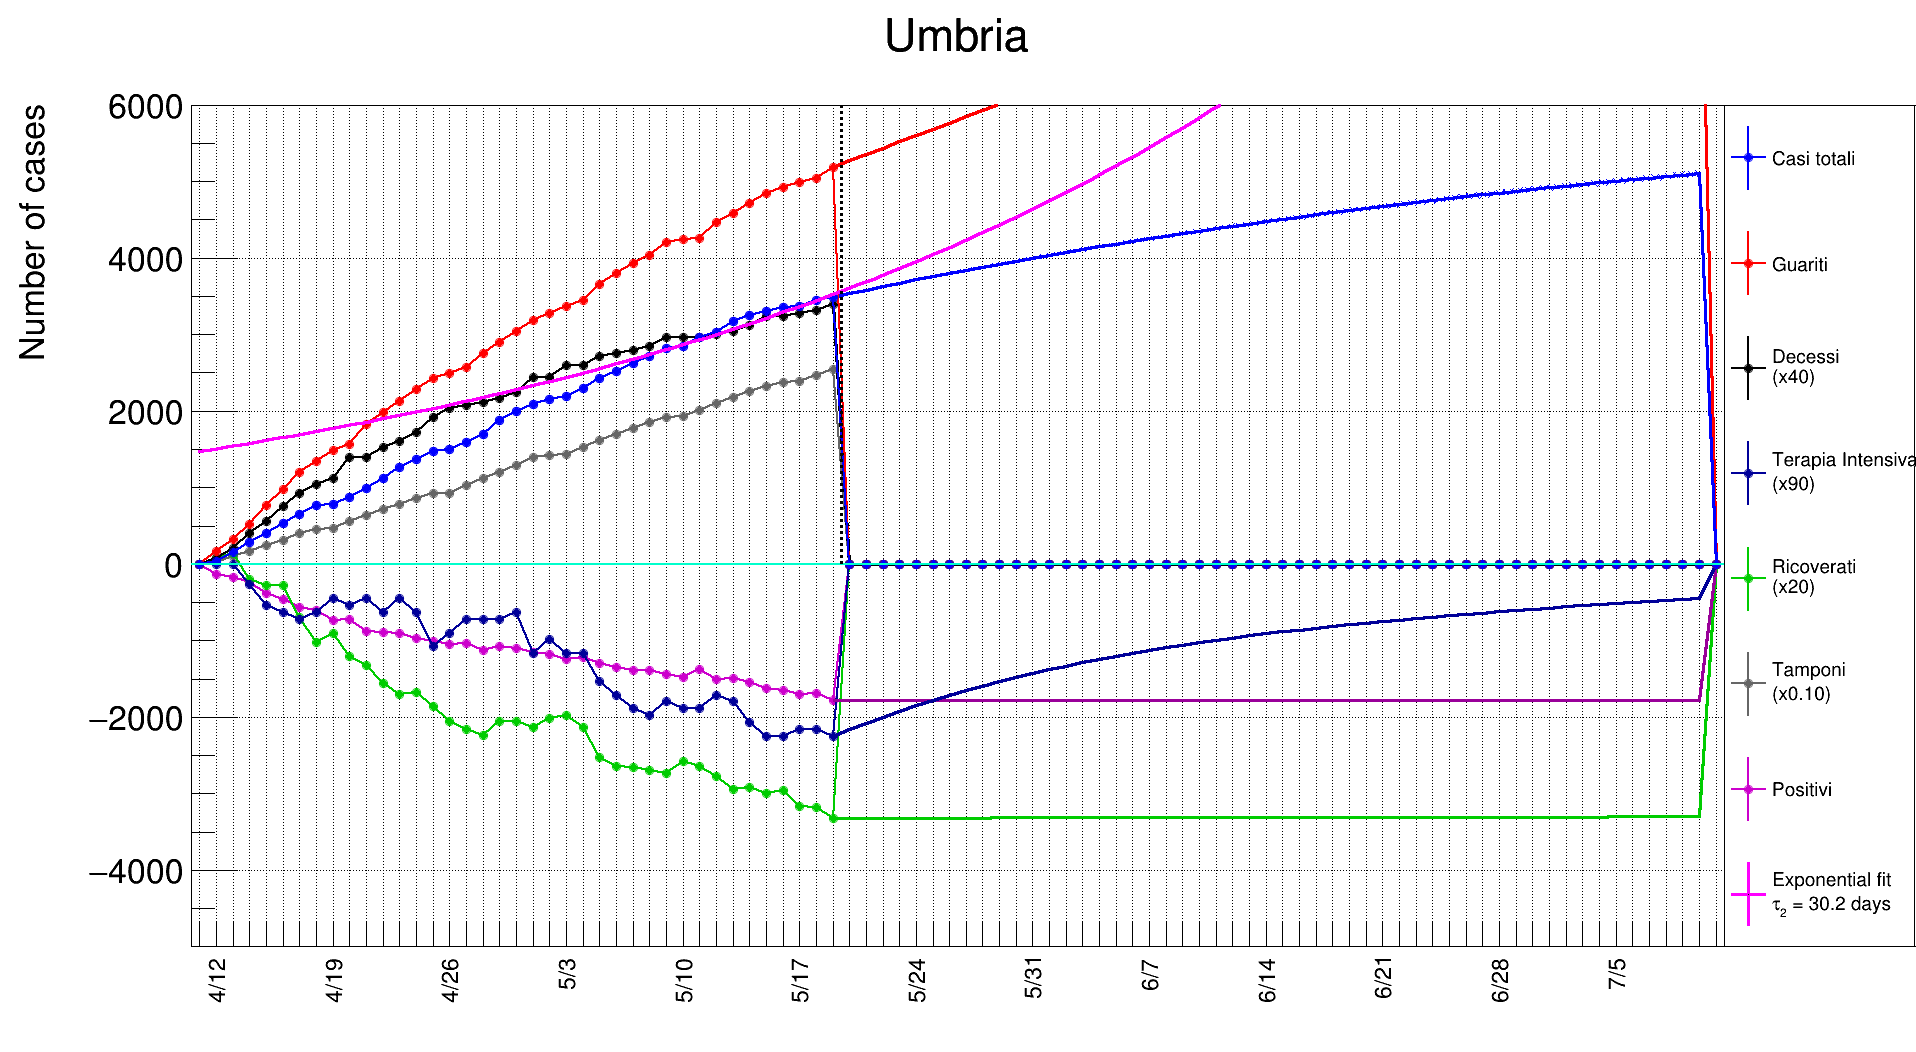 Umbria
Number of cases
6000
4000
2000
0
−2000
−4000
4/12
4/19
4/26
5/3
5/10
5/17
5/24
5/31
6/7
6/14
6/21
6/28
7/5
Casi totali
Guariti
Decessi
(x40)
Terapia Intensiva
(x90)
Ricoverati
(x20)
Tamponi
(x0.10)
Positivi
Exponential fit
τ2 = 30.2 days